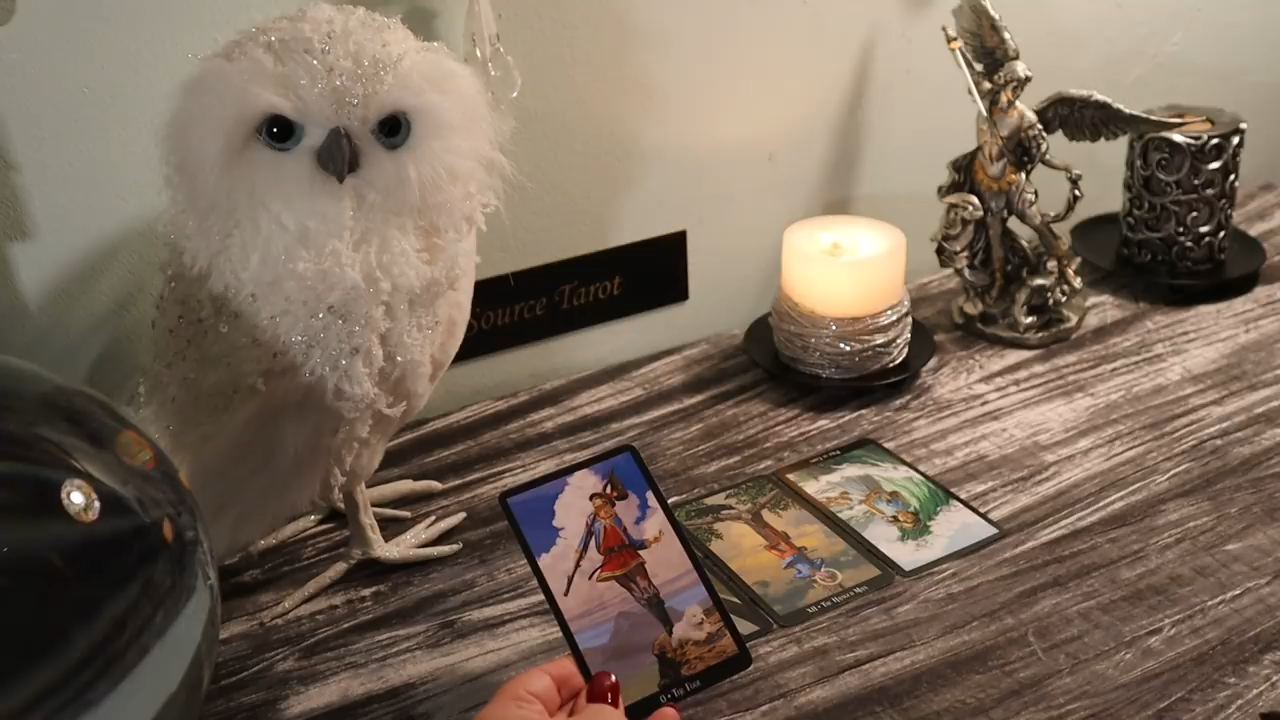 Source Tarot
XII • The Hanged Man
0 • The Fool